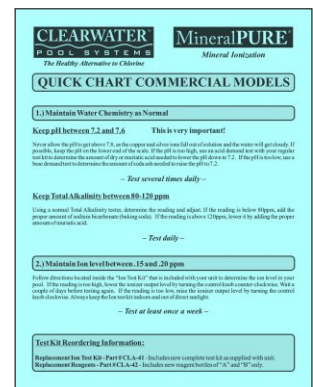 CLEARWATER®
POOL SYSTEMS
The Healthy Alternative to Chlorine
MineralPURE®
Mineral Ionization
QUICK CHART COMMERCIAL MODELS
1.) Maintain Water Chemistry as Normal
Keep pH between 7.2 and 7.6 This is very important!
Never allow the pH to get above 7.8, as the copper and silver ions fall out of solution and the water will get cloudy. If
possible, keep the pH on the lower end of the scale. If the pH is too high, use an acid demand test with your regular
test kit to determine the amount of dry or muriatic acid needed to lower the pH down to 7.2. If the pH is too low, use a
base demand test to determine the amount of soda ash needed to raise the pH to 7.2.
– Test several times daily –
Keep Total Alkalinity between 80-120 ppm
Using a normal Total Alkalinity tester, determine the reading and adjust. If the reading is below 80ppm, add the
proper amount of sodium bicarbonate (baking soda). If the reading is above 120ppm, lower it by adding the proper
amount of muriatic acid.
– Test daily –
2.) Maintain Ion level between .15 and .20 ppm
Follow directions located inside the "Ion Test Kit" that is included with your unit to determine the ion level in your
pool. If the reading is too high, lower the ionizer output level by turning the control knob counter-clockwise. Wait a
couple of days before testing again. If the reading is too low, raise the ionizer output level by turning the control
knob clockwise. Always keep the Ion test kit indoors and out of direct sunlight.
– Test at least once a week –
Test Kit Reordering Information:
Replacement Ion Test Kit - Part # CLA-41 - Includes new complete test kit as supplied with unit.
Replacement Reagents - Part # CLA-42 - Includes new reagent bottles of "A" and "B" only.